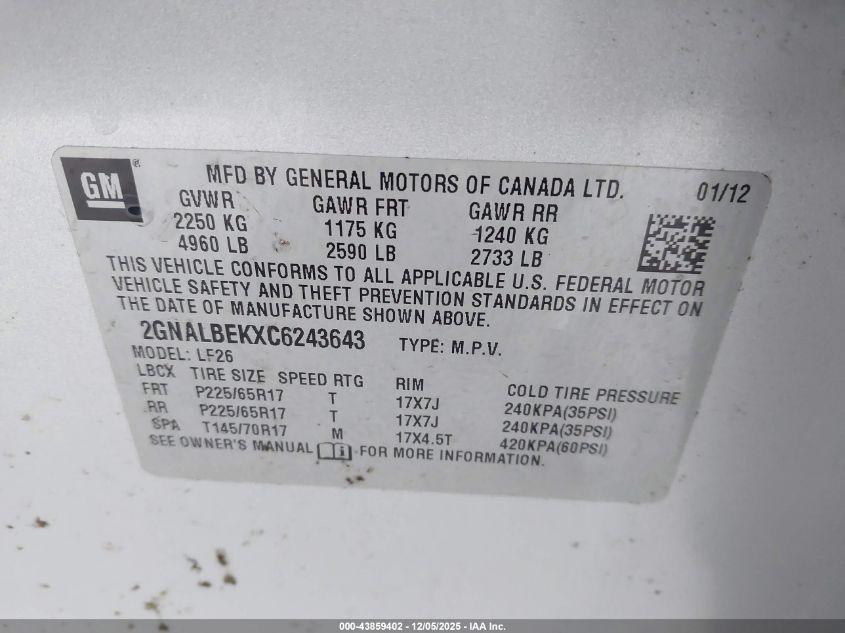 GM®
MFD BY GENERAL MOTORS OF CANADA LTD. 01/12
GVWR GAWR FRT GAWR RR
2250 KG 1175 KG 1240 KG
4960 LB 2590 LB 2733 LB
THIS VEHICLE CONFORMS TO ALL APPLICABLE U.S. FEDERAL MOTOR
VEHICLE SAFETY AND THEFT PREVENTION STANDARDS IN EFFECT ON
THE DATE OF MANUFACTURE SHOWN ABOVE.
2GNALBEKXC6243643 TYPE: M.P.V.
MODEL: LF26
LBCX TIRE SIZE SPEED RTG RIM COLD TIRE PRESSURE
FRT P225/65R17 T 17X7J 240KPA(35PSI)
RR P225/65R17 T 17X7J 240KPA(35PSI)
SPA T145/70R17 M 17X4.5T 420KPA(60PSI)
SEE OWNER'S MANUAL FOR MORE INFORMATION.
000-43859402 - 12/05/2025 - IAA Inc.